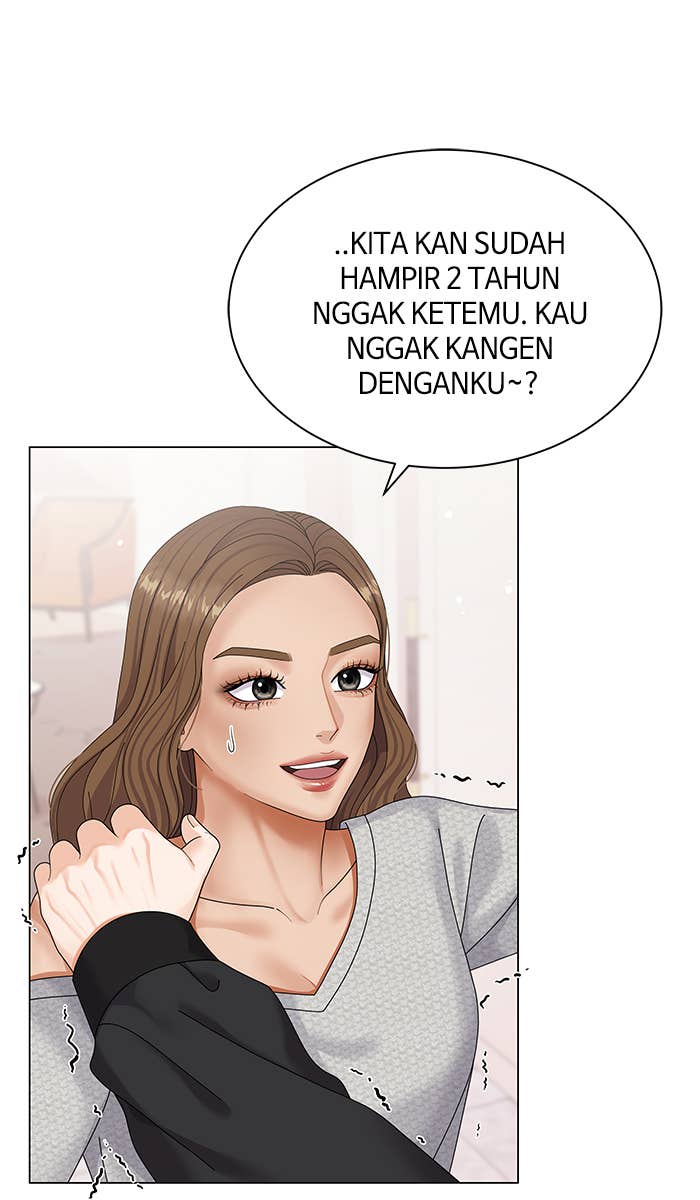 ..KITA KAN SUDAH
HAMPIR 2 TAHUN
NGGAK KETEMU. KAU
NGGAK KANGEN
DENGANKU~?